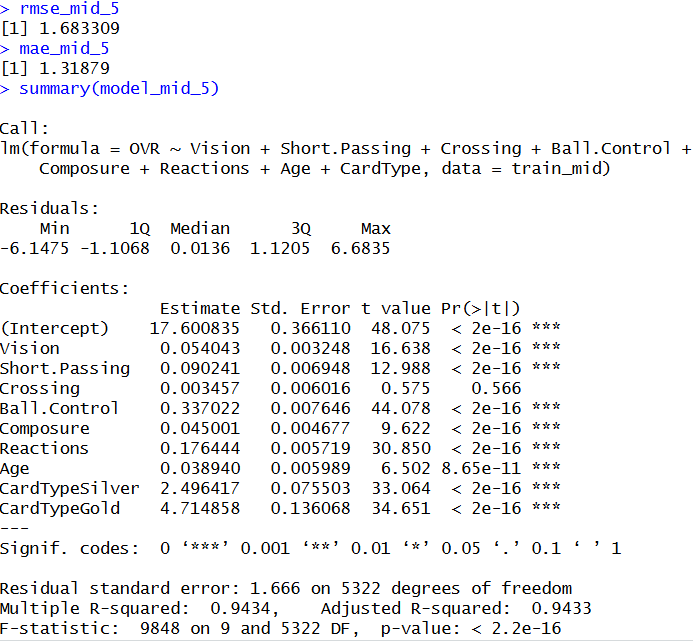 > rmse_mid_5
[1] 1.683309
> mae_mid_5
[1] 1.31879
> summary(model_mid_5)

Call:
lm(formula = OVR ~ Vision + Short.Passing + Crossing + Ball.Control +
    Composure + Reactions + Age + CardType, data = train_mid)

Residuals:
    Min      1Q  Median      3Q     Max
-6.1475 -1.1068  0.0136  1.1205  6.6835

Coefficients:
                Estimate Std. Error t value Pr(>|t|)
(Intercept)    17.600835   0.366110  48.075  < 2e-16 ***
Vision          0.054043   0.003248  16.638  < 2e-16 ***
Short.Passing   0.090241   0.006948  12.988  < 2e-16 ***
Crossing        0.003457   0.006016   0.575    0.566
Ball.Control    0.337022   0.007646  44.078  < 2e-16 ***
Composure       0.045001   0.004677   9.622  < 2e-16 ***
Reactions       0.176444   0.005719  30.850  < 2e-16 ***
Age             0.038940   0.005989   6.502 8.65e-11 ***
CardTypeSilver  2.496417   0.075503  33.064  < 2e-16 ***
CardTypeGold    4.714858   0.136068  34.651  < 2e-16 ***
---
Signif. codes:  0 ‘***’ 0.001 ‘**’ 0.01 ‘*’ 0.05 ‘.’ 0.1 ‘ ’ 1

Residual standard error: 1.666 on 5322 degrees of freedom
Multiple R-squared:  0.9434,    Adjusted R-squared:  0.9433
F-statistic:  9848 on 9 and 5322 DF,  p-value: < 2.2e-16